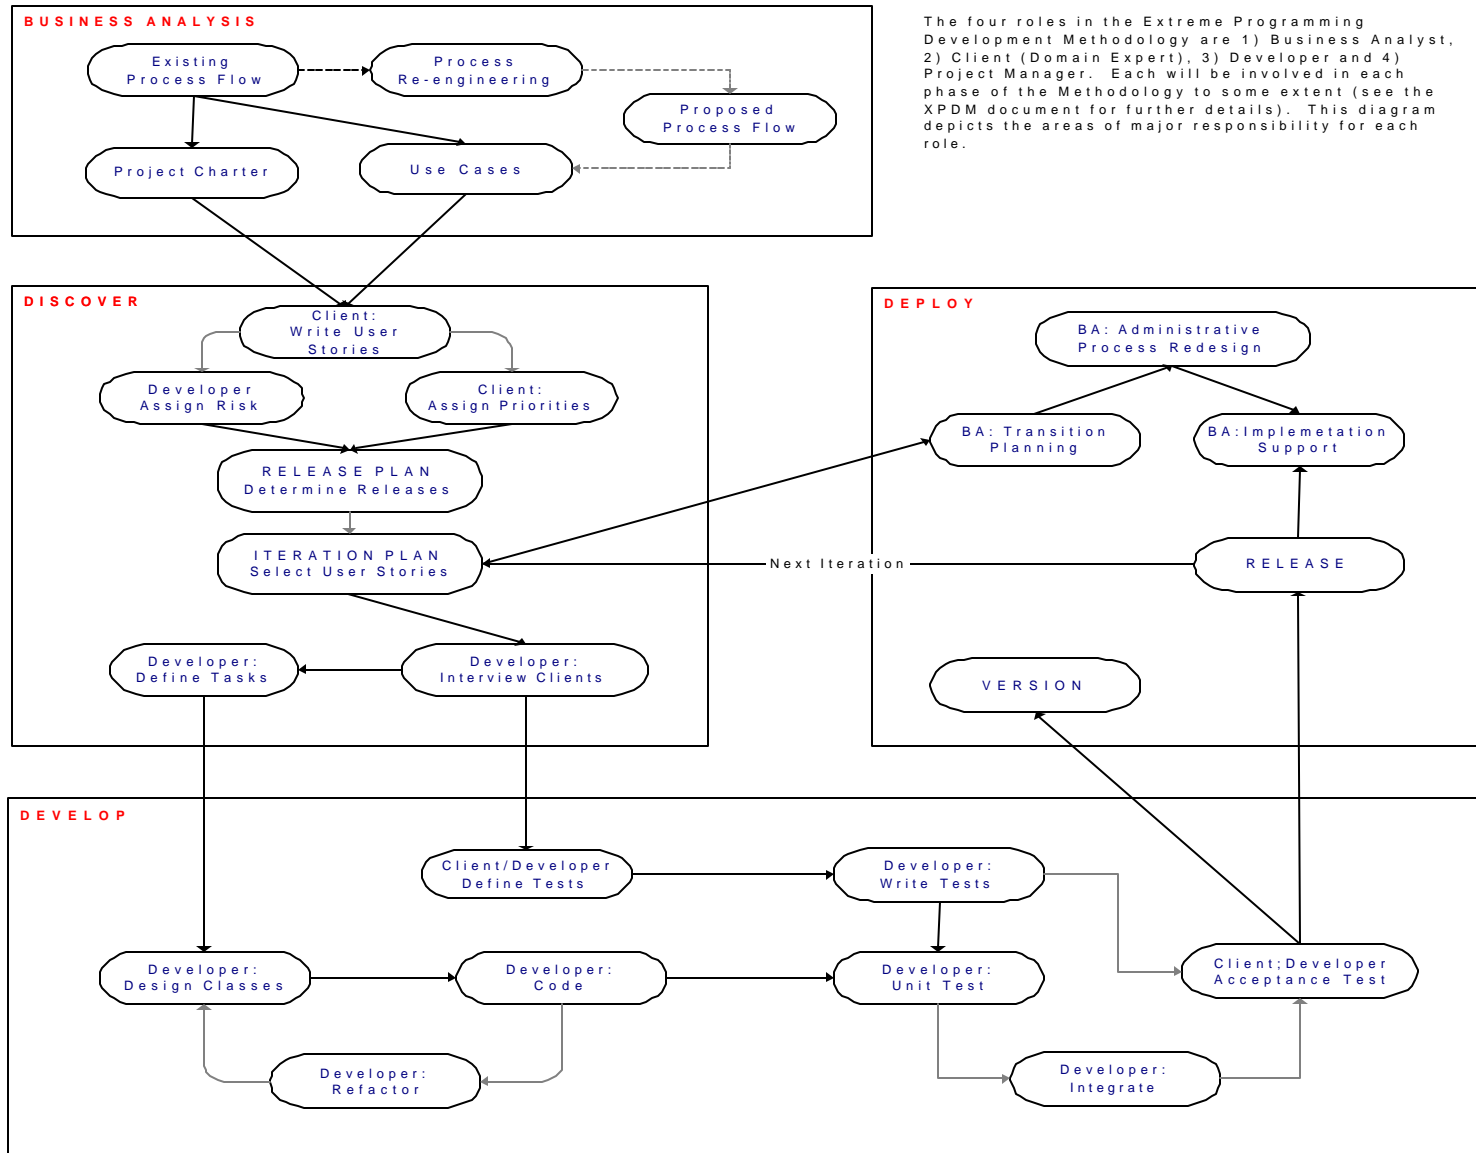 BUSINESS ANALYSIS
Existing
Process Flow
Process
Re-engineering
Proposed
Process Flow
Project Charter
Use Cases
The four roles in the Extreme Programming
Development Methodology are 1) Business Analyst,
2) Client (Domain Expert), 3) Developer and 4)
Project Manager. Each will be involved in each
phase of the Methodology to some extent (see the
XPDM document for further details). This diagram
depicts the areas of major responsibility for each
role.
DISCOVER
Client:
Write User
Stories
Developer
Assign Risk
Client:
Assign Priorities
RELEASE PLAN
Determine Releases
ITERATION PLAN
Select User Stories
Developer:
Define Tasks
Developer:
Interview Clients
Next Iteration
DEPLOY
BA: Administrative
Process Redesign
BA: Transition
Planning
BA:Implemetation
Support
RELEASE
VERSION
DEVELOP
Client/Developer
Define Tests
Developer:
Write Tests
Developer:
Design Classes
Developer:
Code
Developer:
Unit Test
Client;Developer
Acceptance Test
Developer:
Refactor
Developer:
Integrate